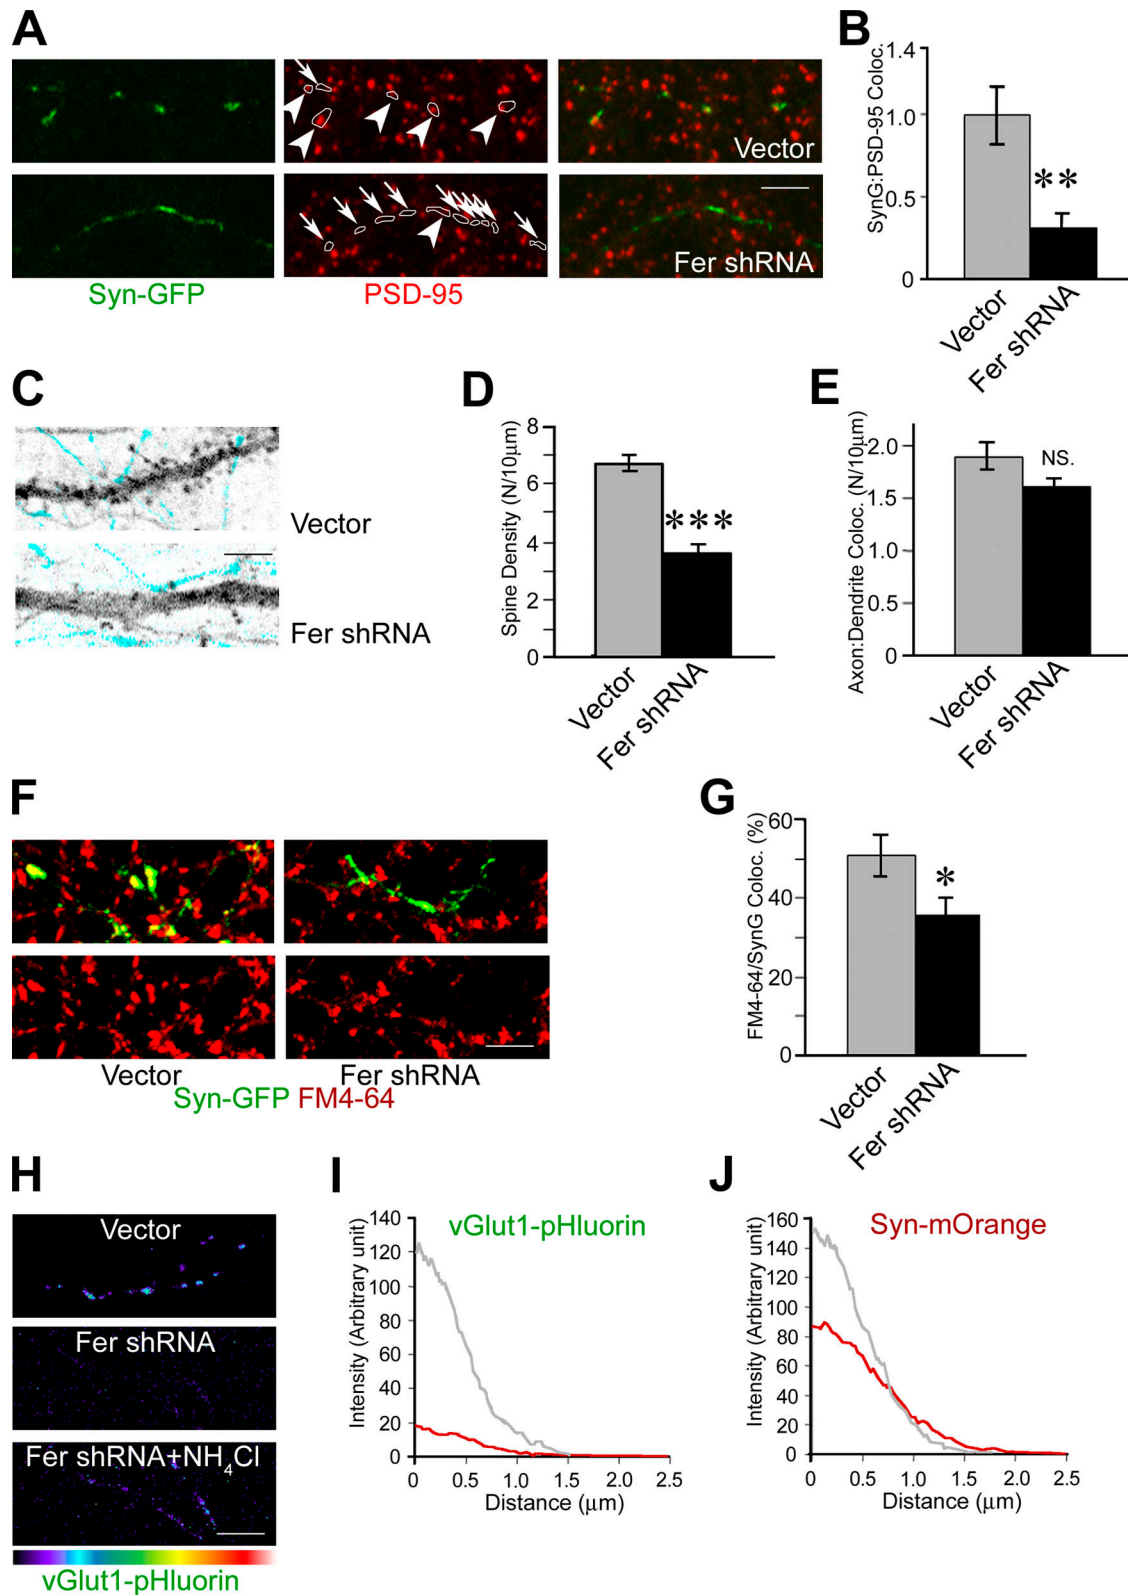 A
Vector
Fer shRNA
Syn-GFP
PSD-95
B
SynG:PSD-95 Coloc.
1.4
1.0
0.5
0
**
Vector
Fer shRNA
C
Vector
Fer shRNA
D
Spine Density (N/10μm)
8
6
4
2
0
***
Vector
Fer shRNA
E
Axon:Dendrite Coloc. (N/10μm)
2.0
1.5
1.0
0.5
0
NS.
Vector
Fer shRNA
F
Vector
Fer shRNA
Syn-GFP FM4-64
G
FM4-64/SynG Coloc. (%)
60
40
20
0
*
Vector
Fer shRNA
H
Vector
Fer shRNA
Fer shRNA+NH₄Cl
vGlut1-pHluorin
I
vGlut1-pHluorin
Intensity (Arbitrary unit)
140
120
100
80
60
40
20
0
0 0.5 1.0 1.5 2.0 2.5
Distance (μm)
J
Syn-mOrange
Intensity (Arbitrary unit)
160
140
120
100
80
60
40
20
0
0 0.5 1.0 1.5 2.0 2.5
Distance (μm)